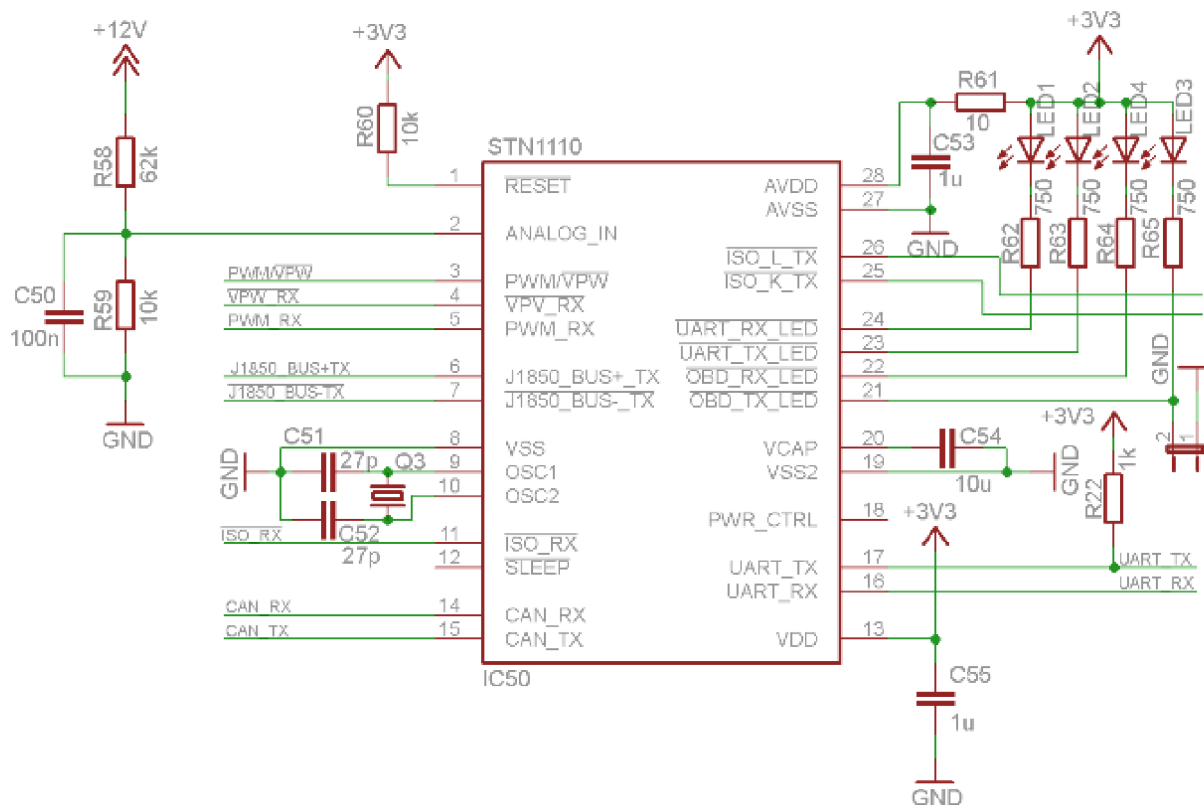 +12V
+3V3
+3V3
R58
62k
R60
10k
STN1110
R61
10
C53
1u
GND
LED1
LED2
LED4
LED3
750
750
750
750
R62
R63
R64
R65
1
RESET
2
ANALOG_IN
PWM/VPW
3
PWM/VPW
VPW_RX
4
VPV_RX
PWM_RX
5
PWM_RX
C50
100n
R59
10k
GND
J1850_BUS+TX
6
J1850_BUS+_TX
J1850_BUS-TX
7
J1850_BUS-_TX
8
VSS
9
OSC1
10
OSC2
GND
C51
27p
Q3
C52
27p
ISO_RX
11
ISO_RX
12
SLEEP
CAN_RX
14
CAN_RX
CAN_TX
15
CAN_TX
IC50
AVDD
28
AVSS
27
ISO_L_TX
26
ISO_K_TX
25
UART_RX_LED
24
UART_TX_LED
23
OBD_RX_LED
22
OBD_TX_LED
21
VCAP
20
VSS2
19
C54
10u
GND
PWR_CTRL
18
UART_TX
17
UART_TX
UART_RX
16
UART_RX
VDD
13
+3V3
C55
1u
GND
+3V3
1k
R22
GND
2
1